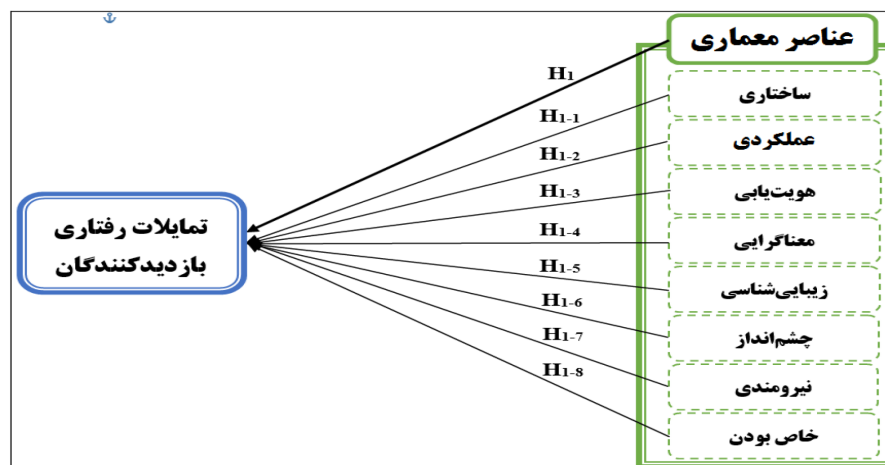 عناصر معماری
ساختاری
عملکردی
هویت‌یابی
معناگرایی
زیبایی‌شناسی
چشم‌انداز
نیرومندی
خاص بودن
H1
H1-1
H1-2
H1-3
H1-4
H1-5
H1-6
H1-7
H1-8
تمایلات رفتاری
بازدیدکنندگان